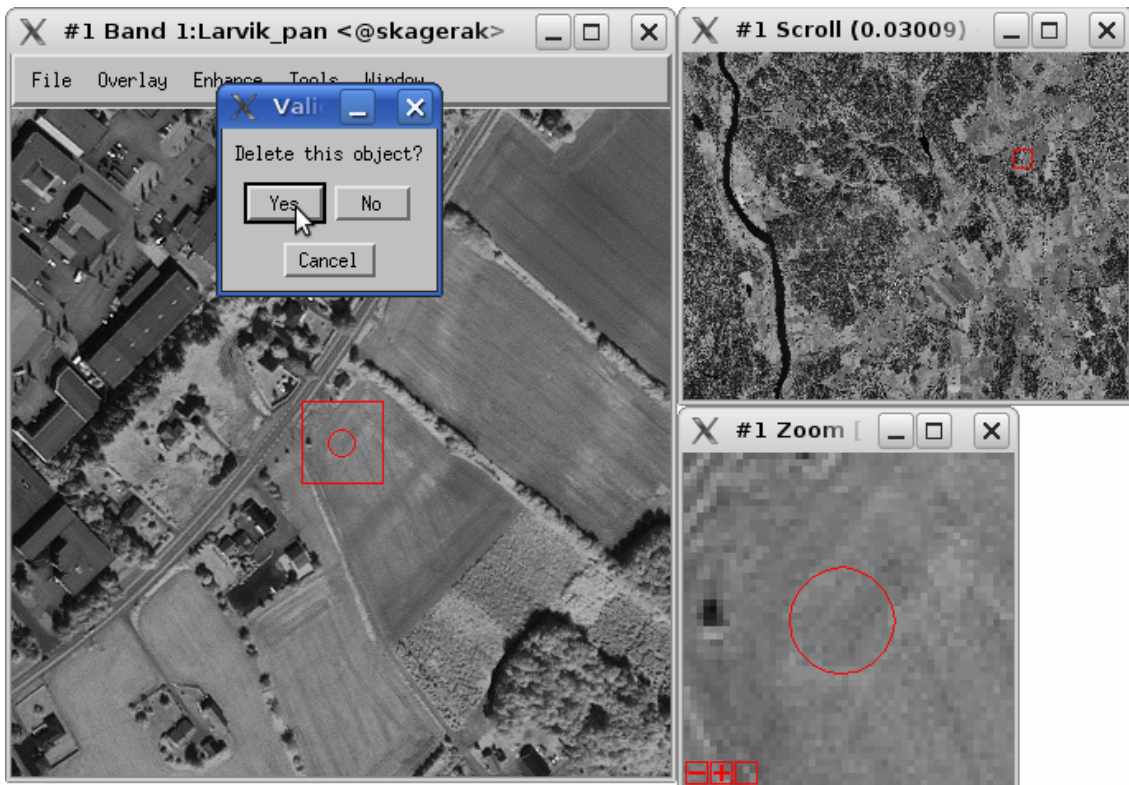 #1 Band 1:Larvik_pan <@skagerak>
File Overlay Enhance Tools Window
Vali
Delete this object?
Yes No
Cancel
#1 Scroll (0.03009)
#1 Zoom [